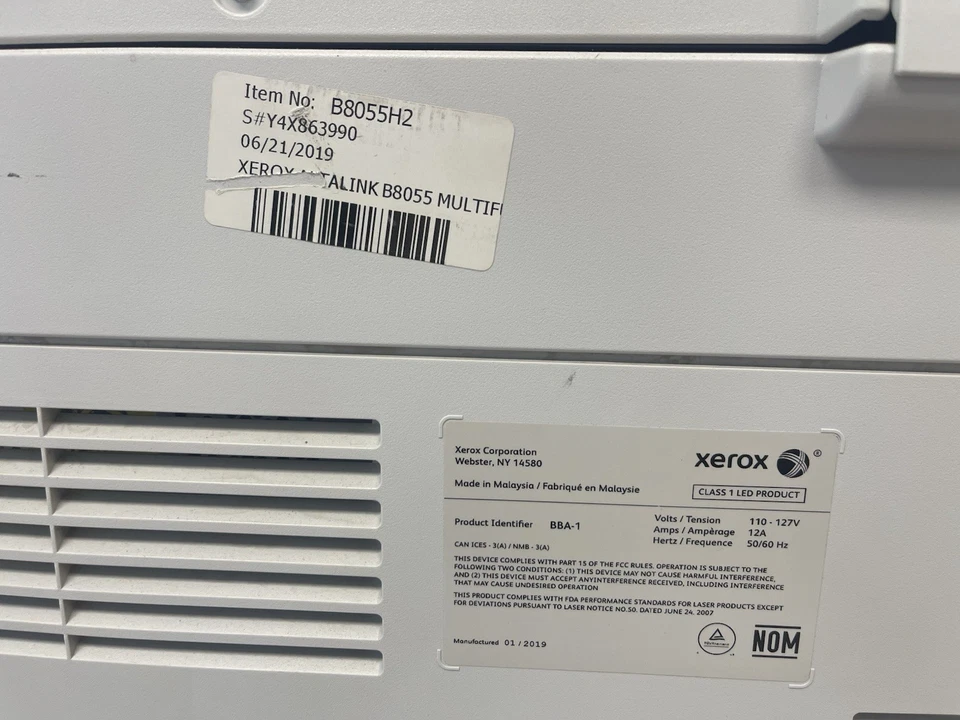 Item No: B8055H2
S#Y4X863990
06/21/2019
XEROX B8055 MULTIF
Xerox Corporation
Webster, NY 14580
xerox ®
Made in Malaysia / Fabriqué en Malaysie
CLASS 1 LED PRODUCT
Product Identifier BBA-1
Volts / Tension 110 - 127V
Amps / Ampèrage 12A
Hertz / Frequence 50/60 Hz
CAN ICES - 3(A) / NMB - 3(A)
THIS DEVICE COMPLIES WITH PART 15 OF THE FCC RULES. OPERATION IS SUBJECT TO THE
FOLLOWING TWO CONDITIONS: (1) THIS DEVICE MAY NOT CAUSE HARMFUL INTERFERENCE,
AND (2) THIS DEVICE MUST ACCEPT ANYINTERFERENCE RECEIVED, INCLUDING INTERFERENCE
THAT MAY CAUSE UNDESIRED OPERATION
THIS PRODUCT COMPLIES WITH FDA PERFORMANCE STANDARDS FOR LASER PRODUCTS EXCEPT
FOR DEVIATIONS PURSUANT TO LASER NOTICE NO.50. DATED JUNE 24, 2007
Manufactured 01 / 2019
NOM